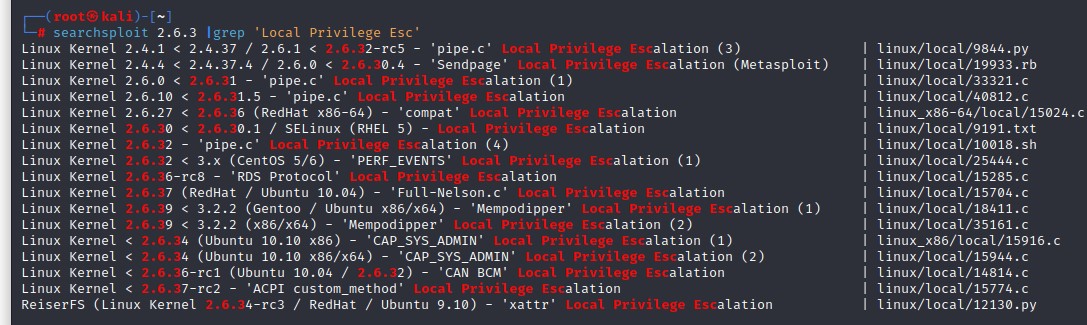 ┌──(root㉿kali)-[~]
└─# searchsploit 2.6.3 |grep 'Local Privilege Esc'
Linux Kernel 2.4.1 < 2.4.37 / 2.6.1 < 2.6.32-rc5 - 'pipe.c' Local Privilege Escalation (3) | linux/local/9844.py
Linux Kernel 2.4.4 < 2.4.37.4 / 2.6.0 < 2.6.30.4 - 'Sendpage' Local Privilege Escalation (Metasploit) | linux/local/19933.rb
Linux Kernel 2.6.0 < 2.6.31 - 'pipe.c' Local Privilege Escalation (1) | linux/local/33321.c
Linux Kernel 2.6.10 < 2.6.31.5 - 'pipe.c' Local Privilege Escalation | linux/local/40812.c
Linux Kernel 2.6.27 < 2.6.36 (RedHat x86-64) - 'compat' Local Privilege Escalation | linux_x86-64/local/15024.c
Linux Kernel 2.6.30 < 2.6.30.1 / SELinux (RHEL 5) - Local Privilege Escalation | linux/local/9191.txt
Linux Kernel 2.6.32 - 'pipe.c' Local Privilege Escalation (4) | linux/local/10018.sh
Linux Kernel 2.6.32 < 3.x (CentOS 5/6) - 'PERF_EVENTS' Local Privilege Escalation (1) | linux/local/25444.c
Linux Kernel 2.6.36-rc8 - 'RDS Protocol' Local Privilege Escalation | linux/local/15285.c
Linux Kernel 2.6.37 (RedHat / Ubuntu 10.04) - 'Full-Nelson.c' Local Privilege Escalation | linux/local/15704.c
Linux Kernel 2.6.39 < 3.2.2 (Gentoo / Ubuntu x86/x64) - 'Mempodipper' Local Privilege Escalation (1) | linux/local/18411.c
Linux Kernel 2.6.39 < 3.2.2 (x86/x64) - 'Mempodipper' Local Privilege Escalation (2) | linux/local/35161.c
Linux Kernel < 2.6.34 (Ubuntu 10.10 x86) - 'CAP_SYS_ADMIN' Local Privilege Escalation (1) | linux_x86/local/15916.c
Linux Kernel < 2.6.34 (Ubuntu 10.10 x86/x64) - 'CAP_SYS_ADMIN' Local Privilege Escalation (2) | linux/local/15944.c
Linux Kernel < 2.6.36-rc1 (Ubuntu 10.04 / 2.6.32) - 'CAN BCM' Local Privilege Escalation | linux/local/14814.c
Linux Kernel < 2.6.37-rc2 - 'ACPI custom_method' Local Privilege Escalation | linux/local/15774.c
ReiserFS (Linux Kernel 2.6.34-rc3 / RedHat / Ubuntu 9.10) - 'xattr' Local Privilege Escalation | linux/local/12130.py